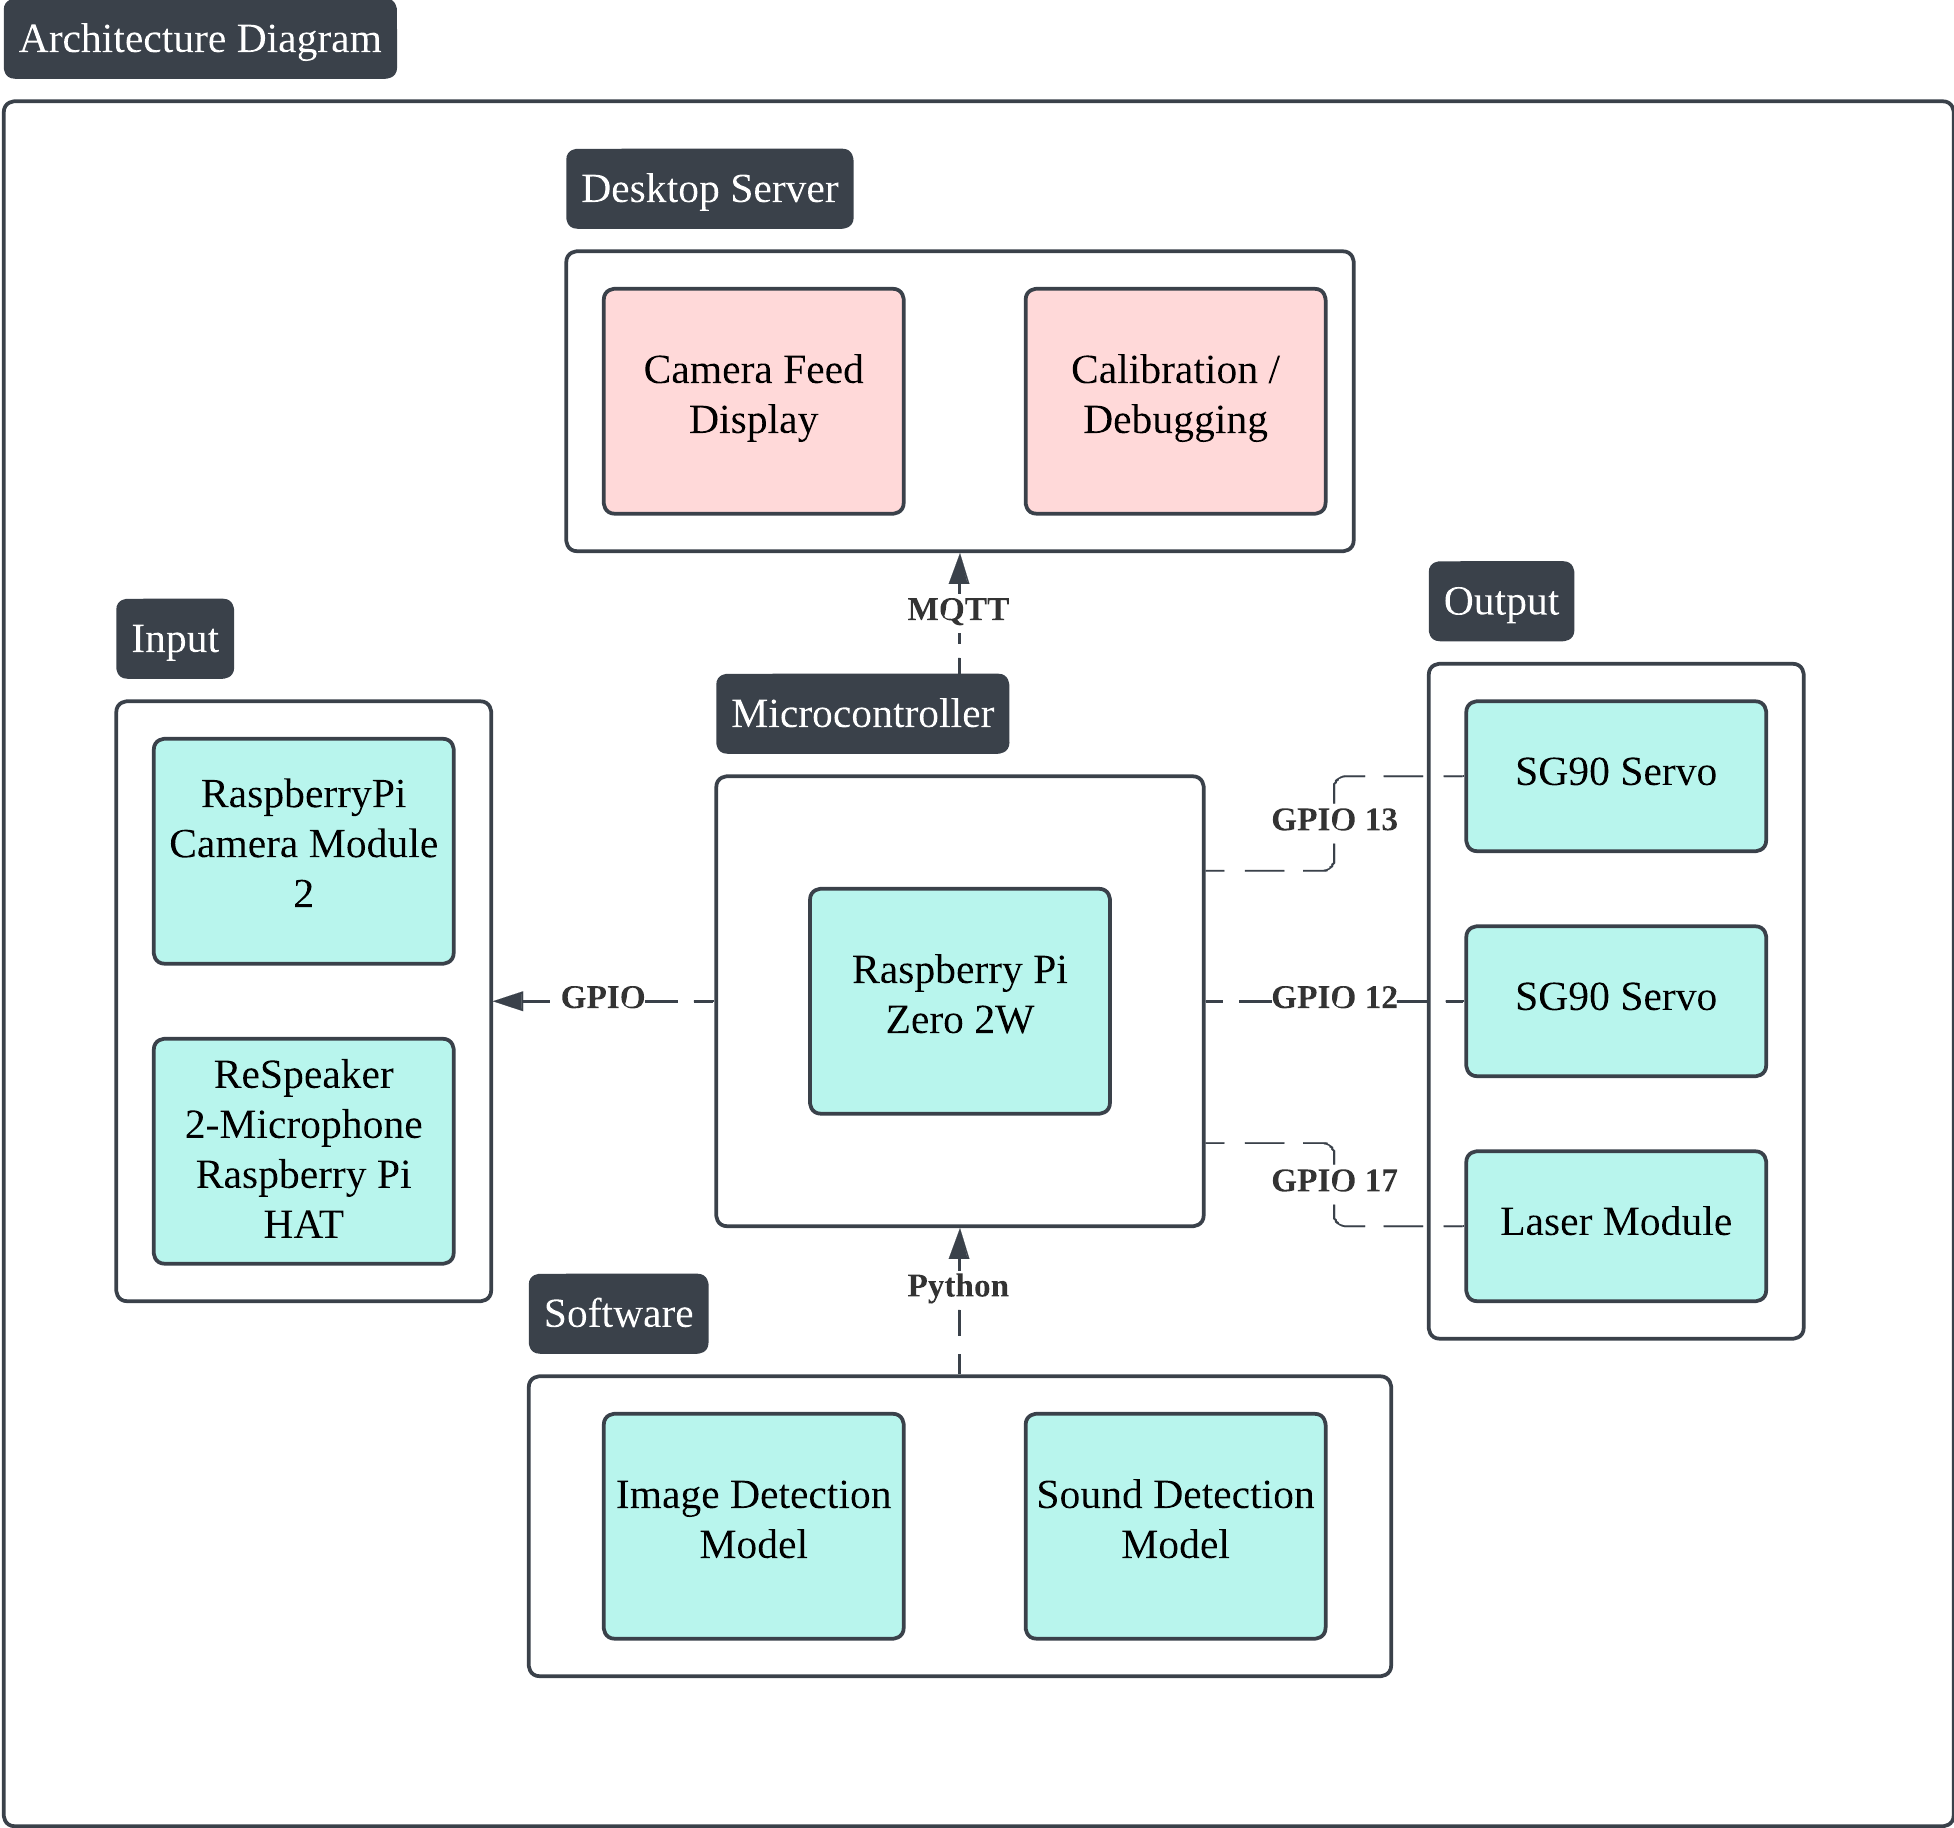 Architecture Diagram
Desktop Server
Camera Feed
Display
Calibration /
Debugging
MQTT
Input
RaspberryPi
Camera Module
2
ReSpeaker
2-Microphone
Raspberry Pi
HAT
GPIO
Microcontroller
Raspberry Pi
Zero 2W
GPIO 13
GPIO 12
GPIO 17
Output
SG90 Servo
SG90 Servo
Laser Module
Python
Software
Image Detection
Model
Sound Detection
Model